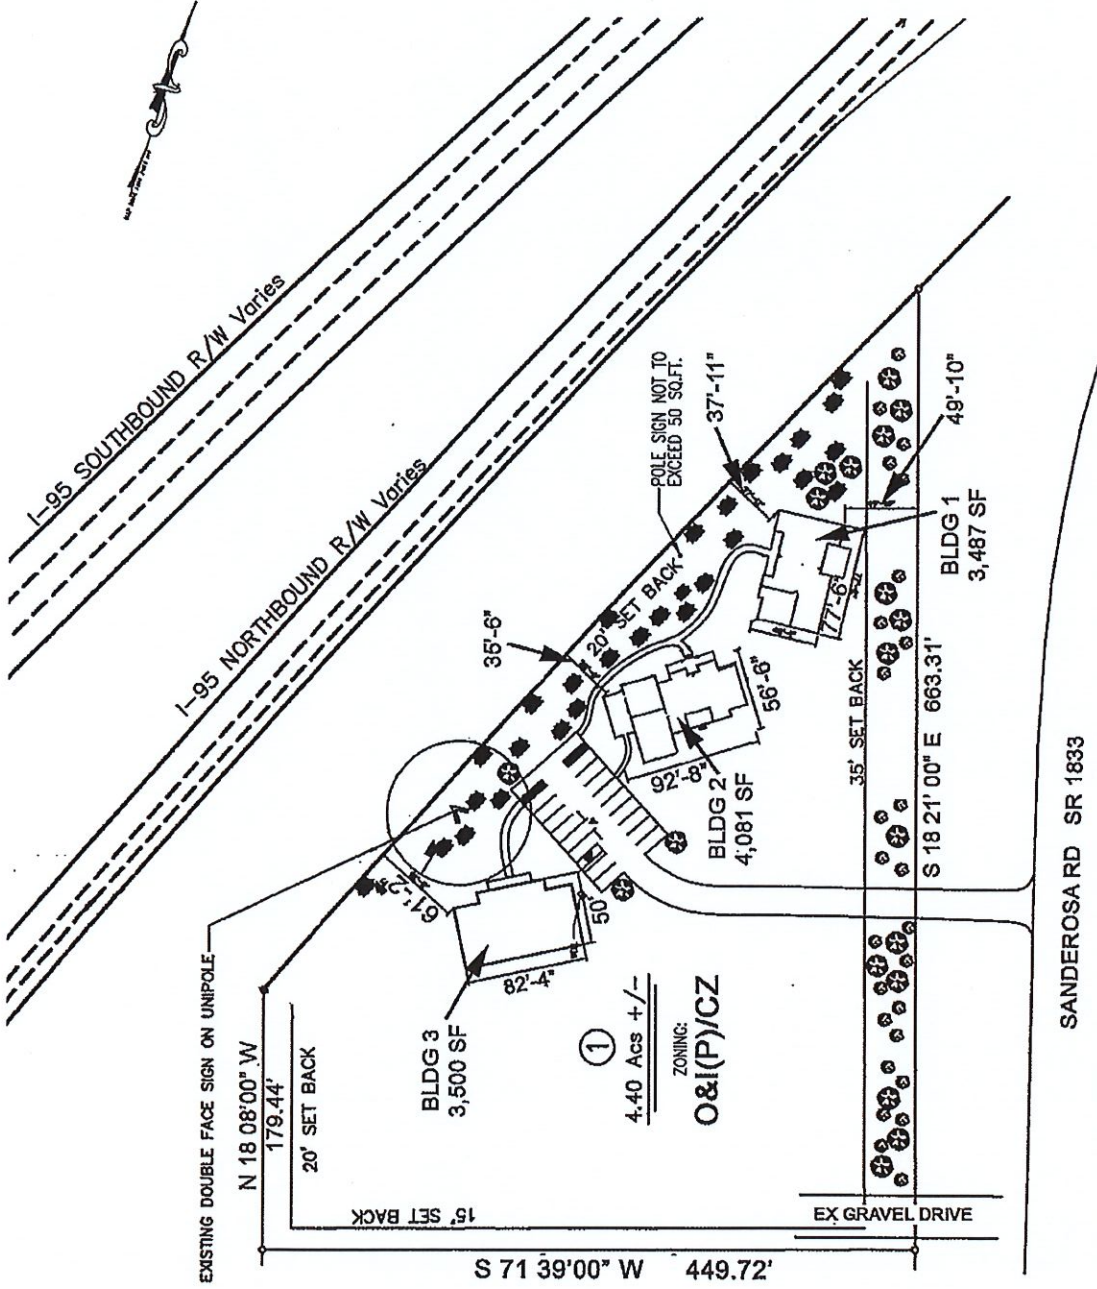 I-95 SOUTHBOUND R/W Varies
I-95 NORTHBOUND R/W Varies
POLE SIGN NOT TO
EXCEED 50 SQ.FT.
37'-11"
49'-10"
35'-6"
20' SET BACK
BLDG 1
3,487 SF
77'-6"
56'-6"
92'-8"
BLDG 2
4,081 SF
35' SET BACK
S 18 21' 00" E 663.31'
EXISTING DOUBLE FACE SIGN ON UNIPOLE
61'-2"
50'
82'-4"
BLDG 3
3,500 SF
N 18 08'00" W
179.44'
20' SET BACK
15' SET BACK
1
4.40 Acs +/-
ZONING:
O&I(P)/CZ
EX GRAVEL DRIVE
S 71 39'00" W 449.72'
SANDEROSA RD SR 1833